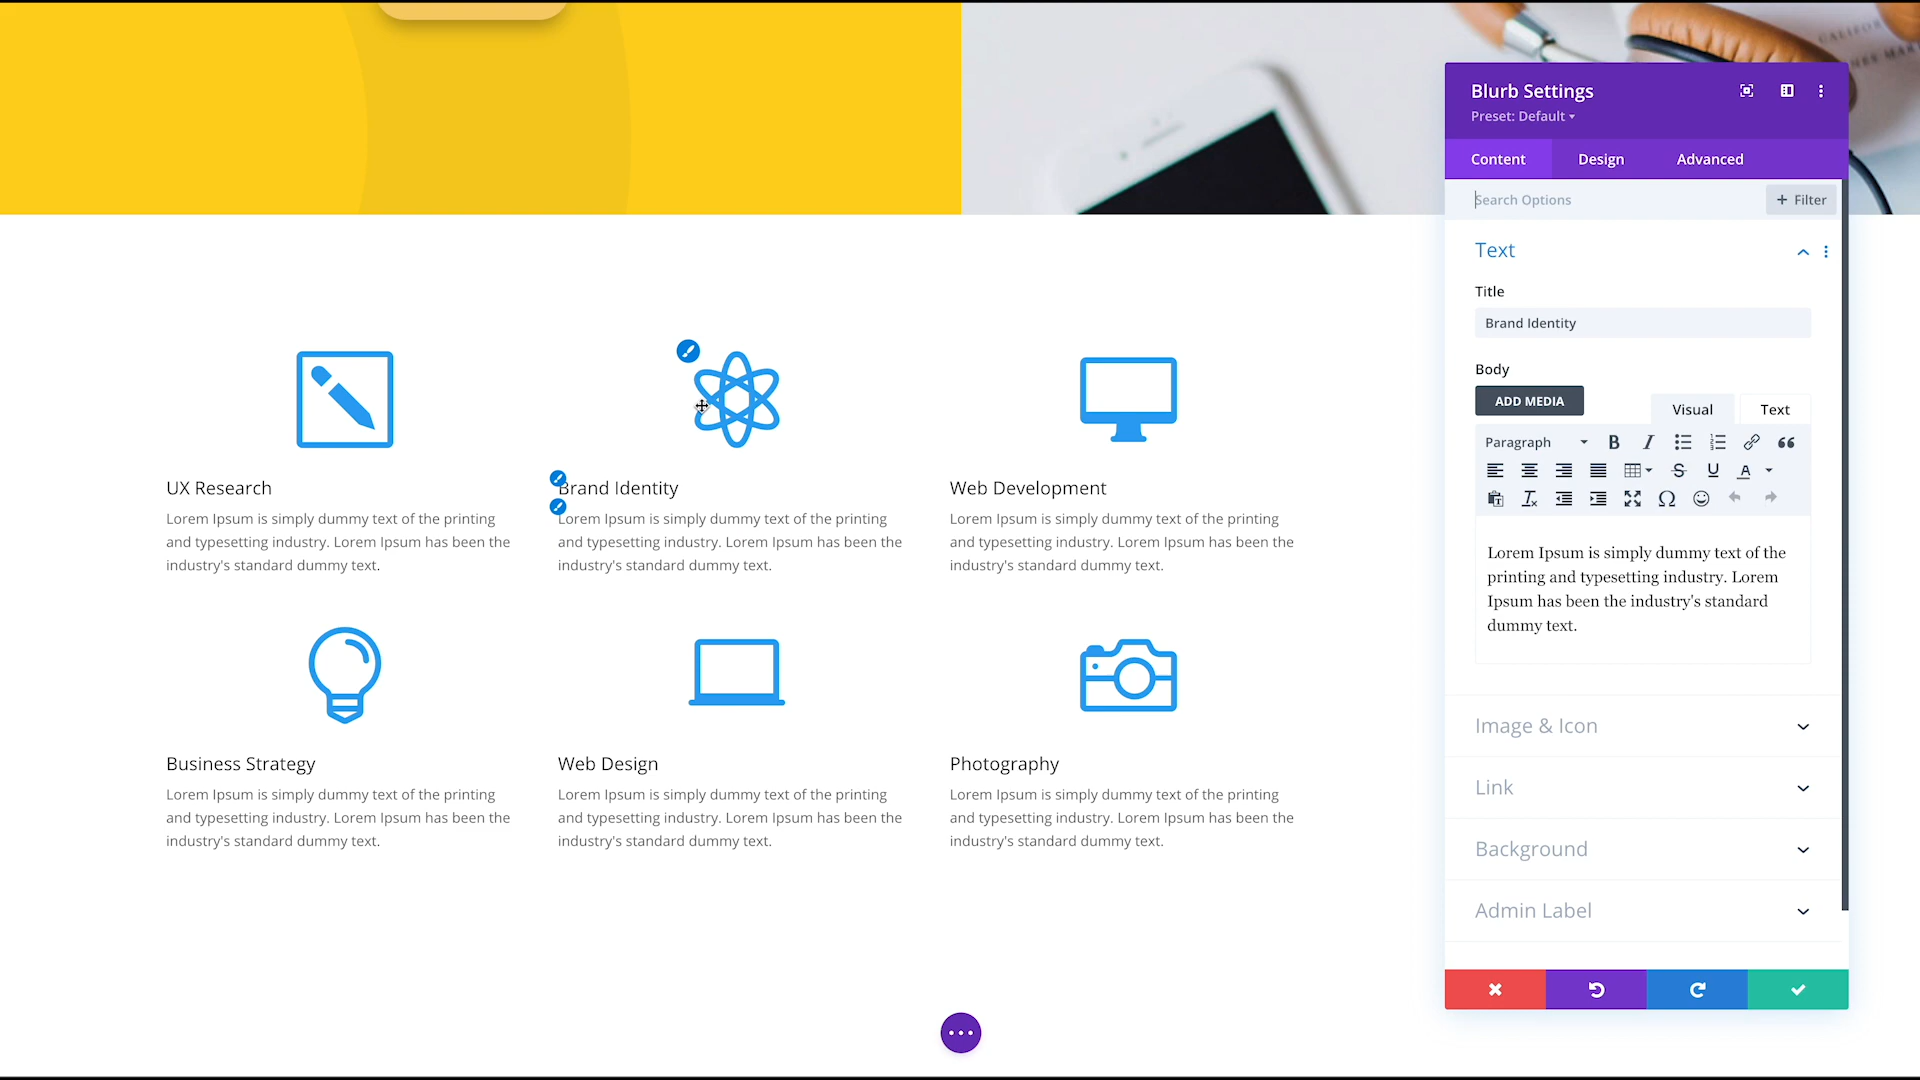 CALIFO
NES MAR
Blurb Settings
Preset: Default
Content
Design
Advanced
Search Options
+ Filter
Text
Title
Brand Identity
Body
ADD MEDIA
Visual
Text
Paragraph
Lorem Ipsum is simply dummy text of the
printing and typesetting industry. Lorem
Ipsum has been the industry's standard
dummy text.
Image & Icon
Link
Background
Admin Label
UX Research
Lorem Ipsum is simply dummy text of the printing
and typesetting industry. Lorem Ipsum has been the
industry's standard dummy text.
Brand Identity
Lorem Ipsum is simply dummy text of the printing
and typesetting industry. Lorem Ipsum has been the
industry's standard dummy text.
Web Development
Lorem Ipsum is simply dummy text of the printing
and typesetting industry. Lorem Ipsum has been the
industry's standard dummy text.
Business Strategy
Lorem Ipsum is simply dummy text of the printing
and typesetting industry. Lorem Ipsum has been the
industry's standard dummy text.
Web Design
Lorem Ipsum is simply dummy text of the printing
and typesetting industry. Lorem Ipsum has been the
industry's standard dummy text.
Photography
Lorem Ipsum is simply dummy text of the printing
and typesetting industry. Lorem Ipsum has been the
industry's standard dummy text.